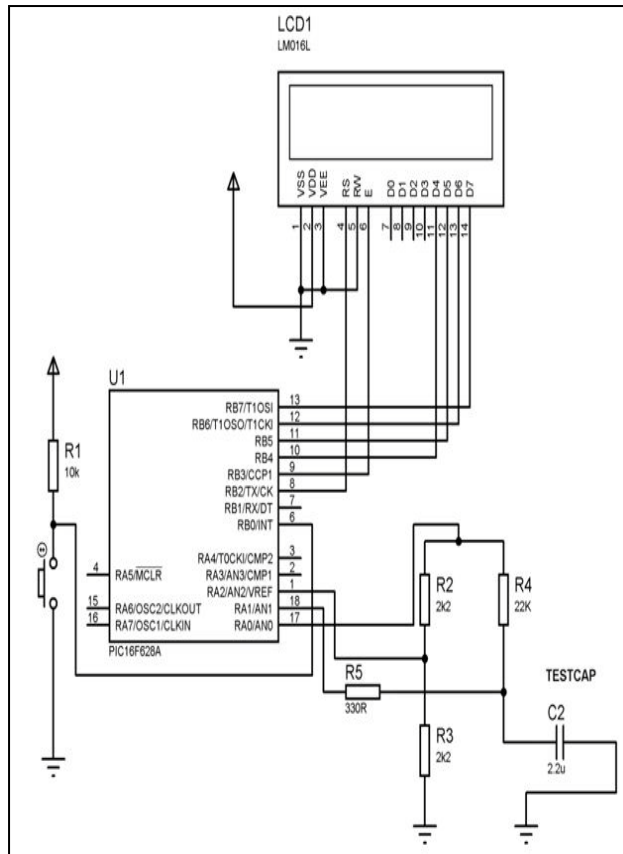 LCD1
LM016L
VSS
VDD
VEE
RS
RW
E
D0
D1
D2
D3
D4
D5
D6
D7
1
2
3
4
5
6
7
8
9
10
11
12
13
14
U1
RB7/T1OSI 13
RB6/T1OSO/T1CKI 12
RB5 11
RB4 10
RB3/CCP1 9
RB2/TX/CK 8
RB1/RX/DT 7
RB0/INT 6
RA4/T0CKI/CMP2 3
4 RA5/MCLR RA3/AN3/CMP1 2
RA2/AN2/VREF 1
15 RA6/OSC2/CLKOUT RA1/AN1 18
16 RA7/OSC1/CLKIN RA0/AN0 17
PIC16F628A
R1
10k
R2
2k2
R4
22K
R5
330R
TESTCAP
C2
2.2u
R3
2k2